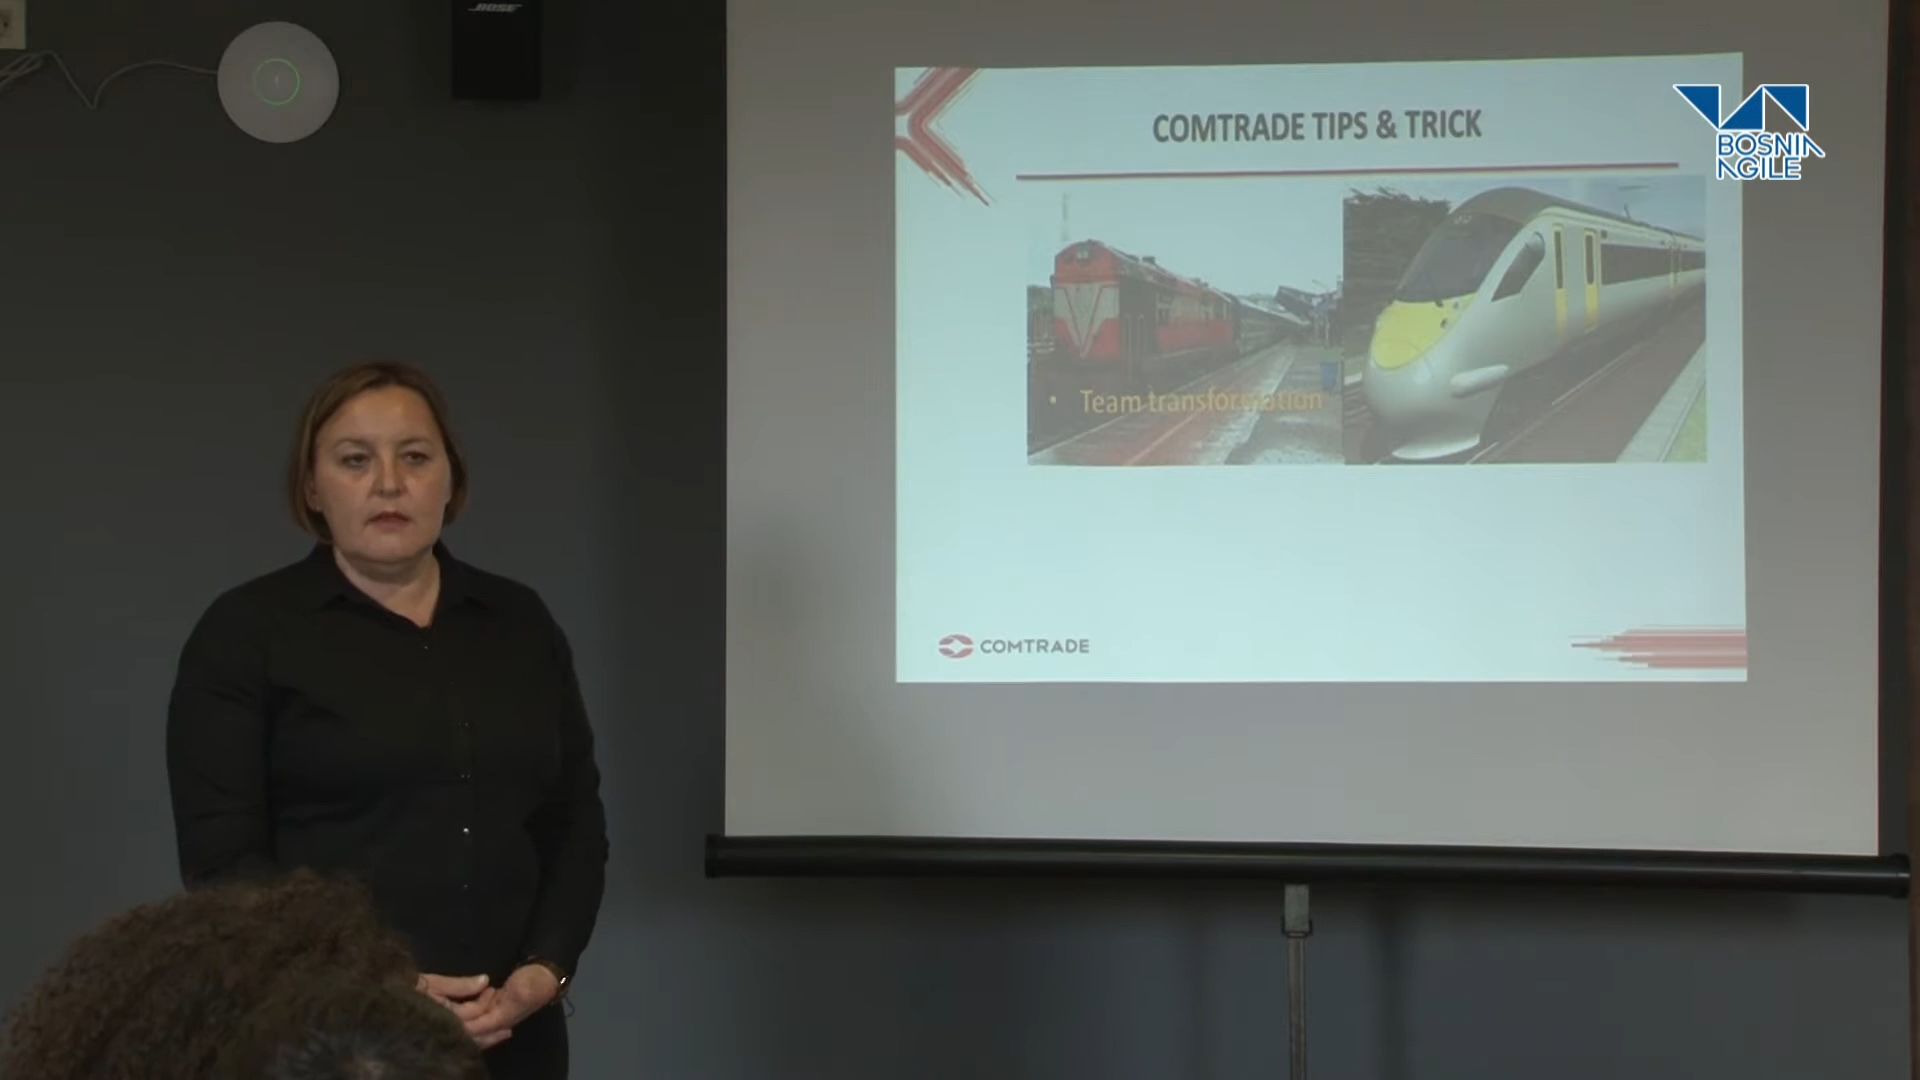 BOSE
COMTRADE TIPS & TRICK
BOSNIA
AGILE
• Team transformation
COMTRADE